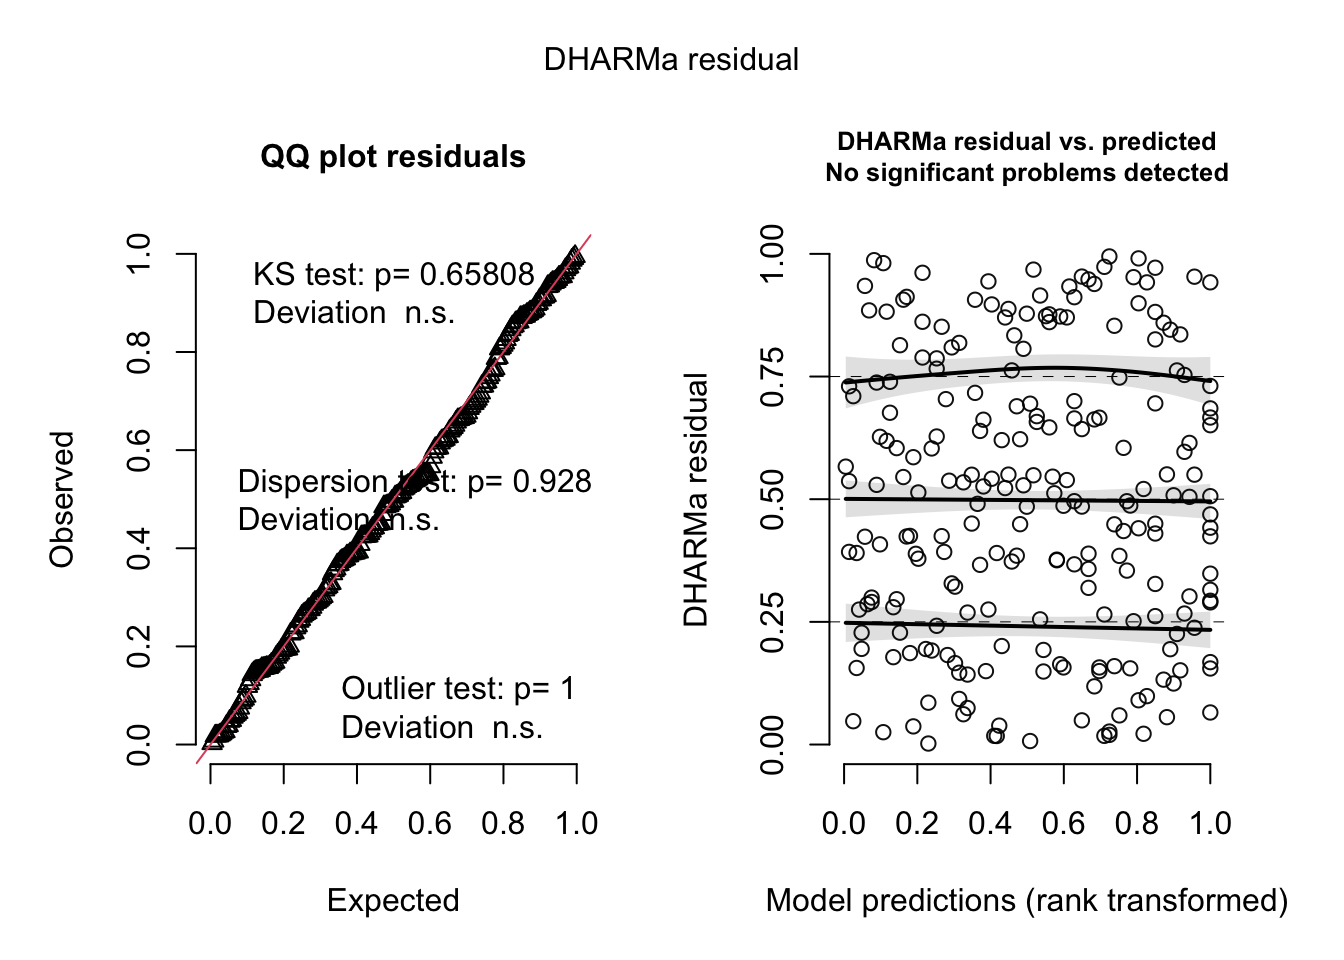 DHARMa residual
QQ plot residuals
KS test: p= 0.65808
Deviation  n.s.
Dispersion test: p= 0.928
Deviation  n.s.
Outlier test: p= 1
Deviation  n.s.
Observed
0.0
0.2
0.4
0.6
0.8
1.0
0.0 0.2 0.4 0.6 0.8 1.0
Expected
DHARMa residual vs. predicted
No significant problems detected
DHARMa residual
0.00
0.25
0.50
0.75
1.00
0.0 0.2 0.4 0.6 0.8 1.0
Model predictions (rank transformed)